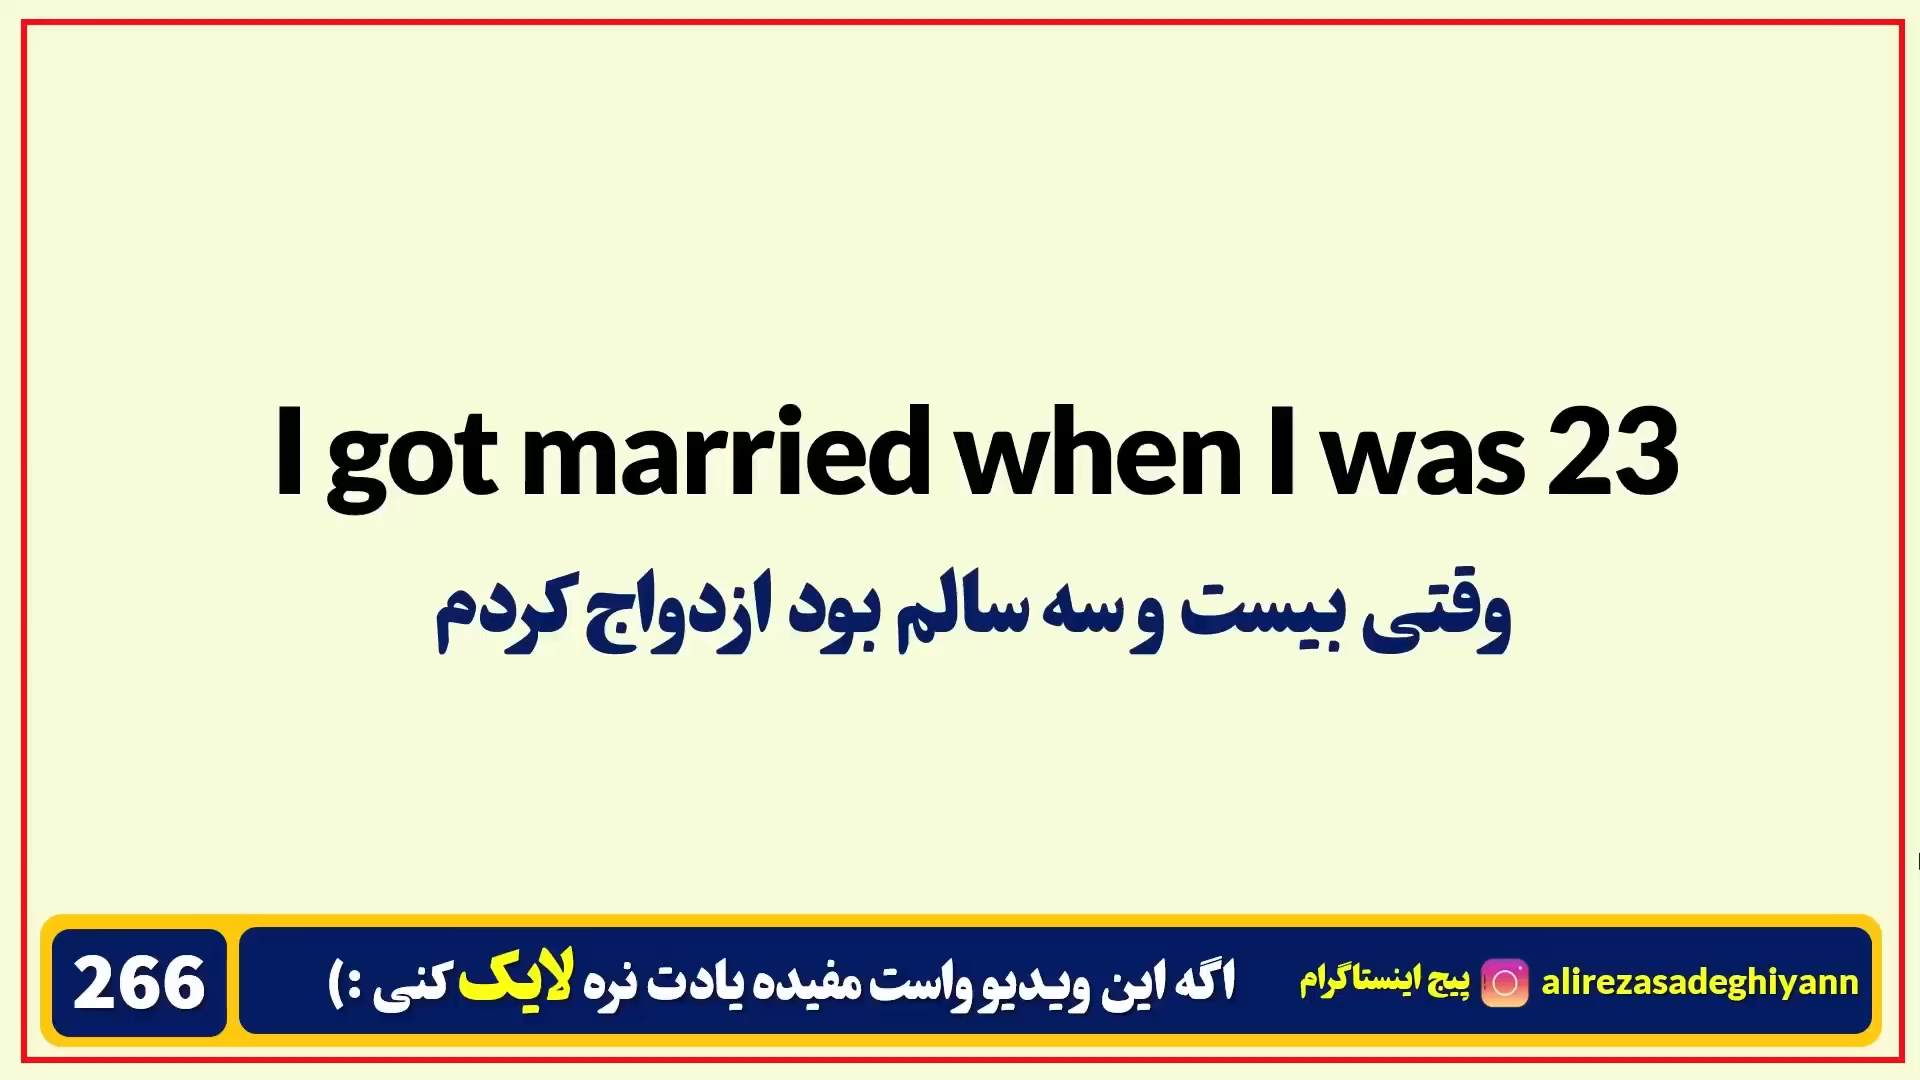 I got married when I was 23
وقتی بیست و سه سالم بود ازدواج کردم
266
اگه این ویدیو واست مفیده یادت نره لایک کنی :)
پیج اینستاگرام alirezasadeghiyann